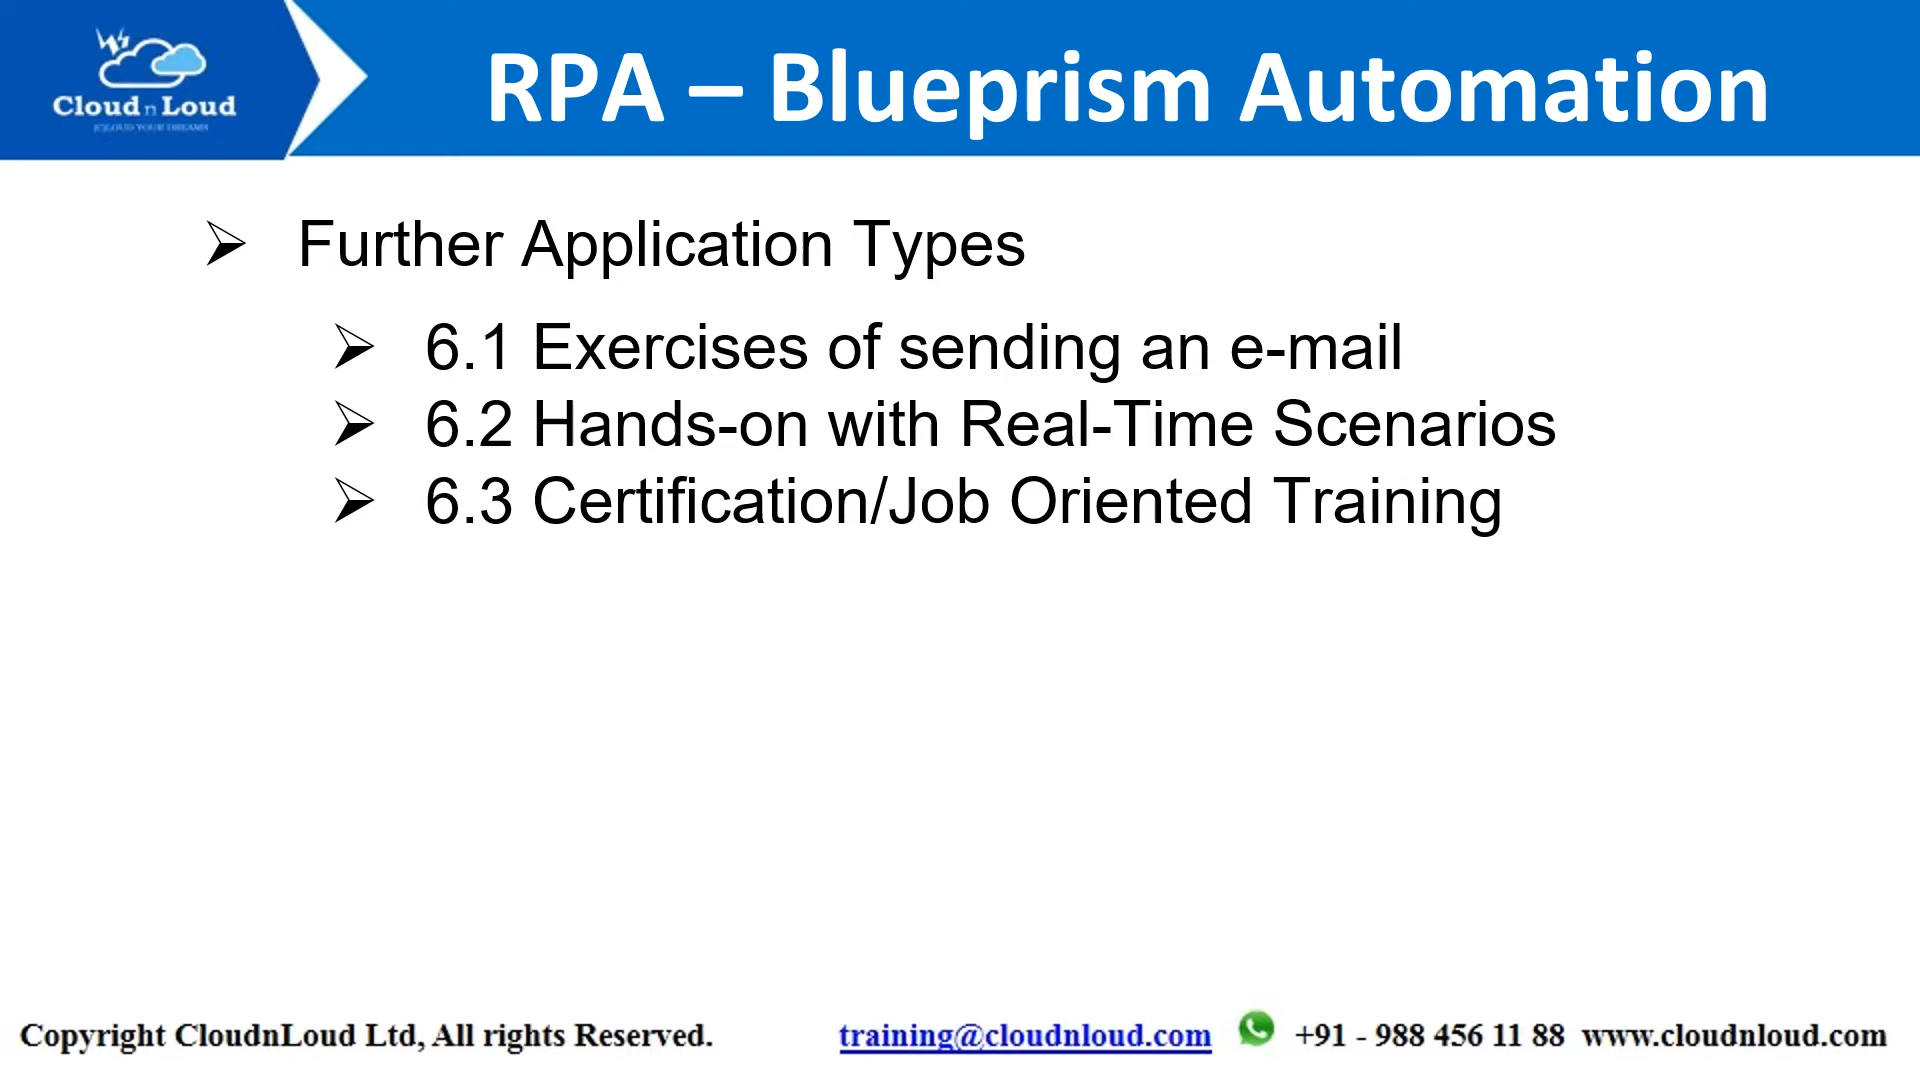 Cloud n Loud
RPA – Blueprism Automation
Further Application Types
6.1 Exercises of sending an e-mail
6.2 Hands-on with Real-Time Scenarios
6.3 Certification/Job Oriented Training
Copyright CloudnLoud Ltd, All rights Reserved. training@cloudnloud.com +91 - 988 456 11 88 www.cloudnloud.com